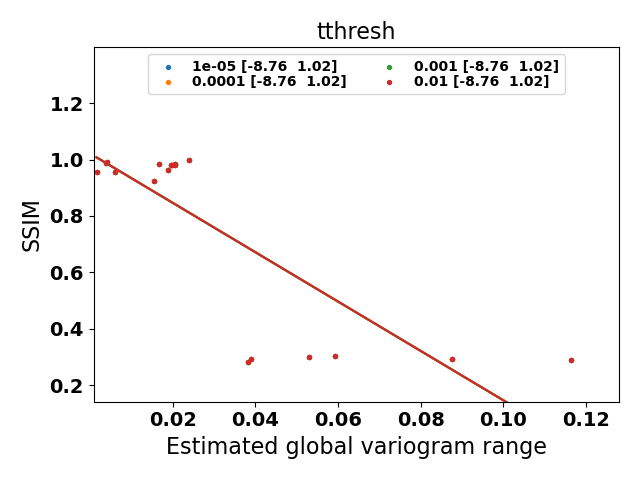 tthresh
1e-05 [-8.76  1.02]
0.0001 [-8.76  1.02]
0.001 [-8.76  1.02]
0.01 [-8.76  1.02]
SSIM
1.2
1.0
0.8
0.6
0.4
0.2
0.02 0.04 0.06 0.08 0.10 0.12
Estimated global variogram range